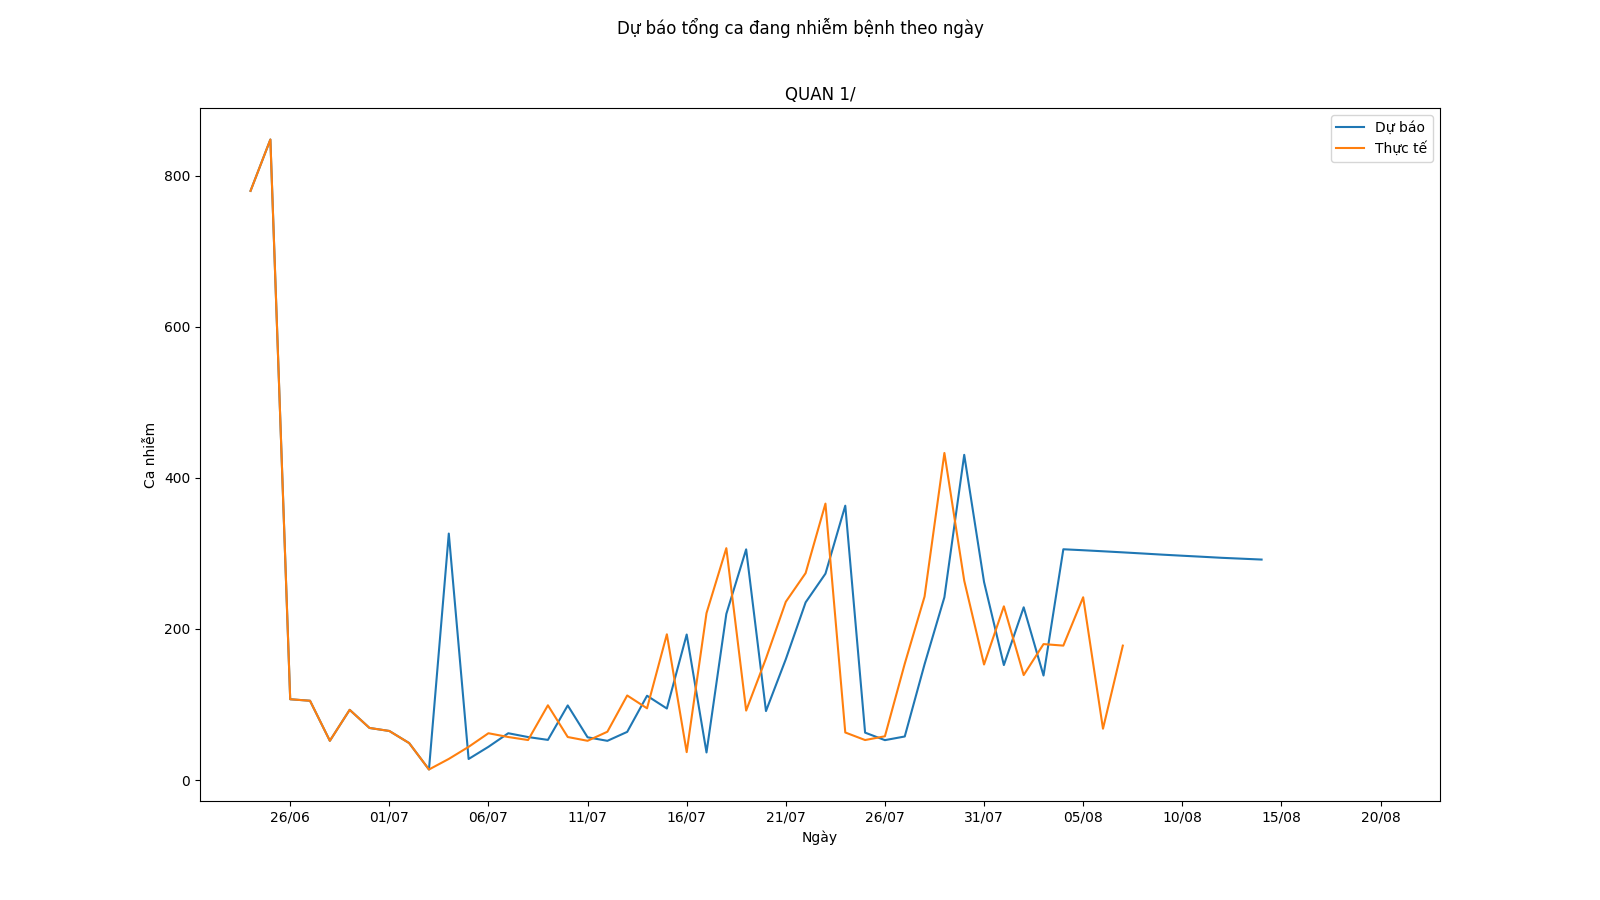 Dự báo tổng ca đang nhiễm bệnh theo ngày
QUAN 1/
Dự báo
Thực tế
800
600
400
200
0
Ca nhiễm
26/06 01/07 06/07 11/07 16/07 21/07 26/07 31/07 05/08 10/08 15/08 20/08
Ngày